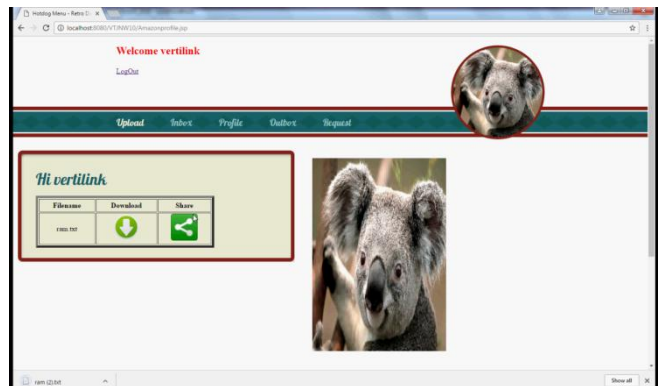 Hotdog Menu - Retro D
localhost:8080/VTJNW10/Amazonprofile.jsp
Welcome vertilink
LogOut
Upload Inbox Profile Outbox Request
Hi vertilink
Filename Download Share
ram.txt
ram (2).txt
Show all